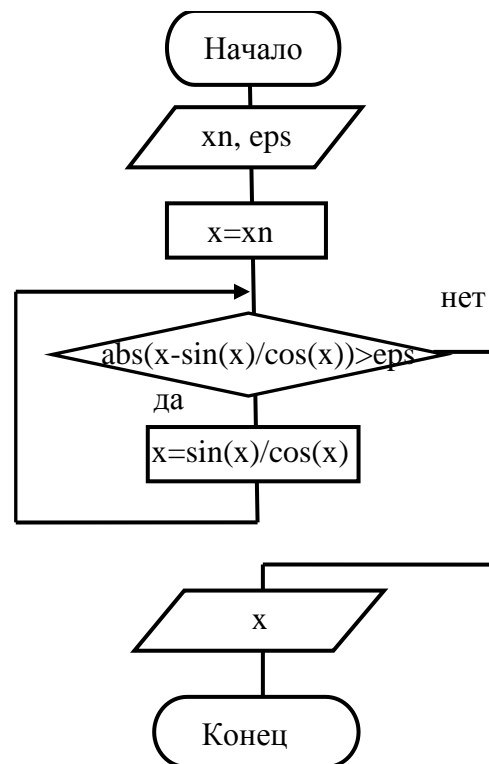 Начало
xn, eps
x=xn
нет
abs(x-sin(x)/cos(x))>eps
да
x=sin(x)/cos(x)
x
Конец